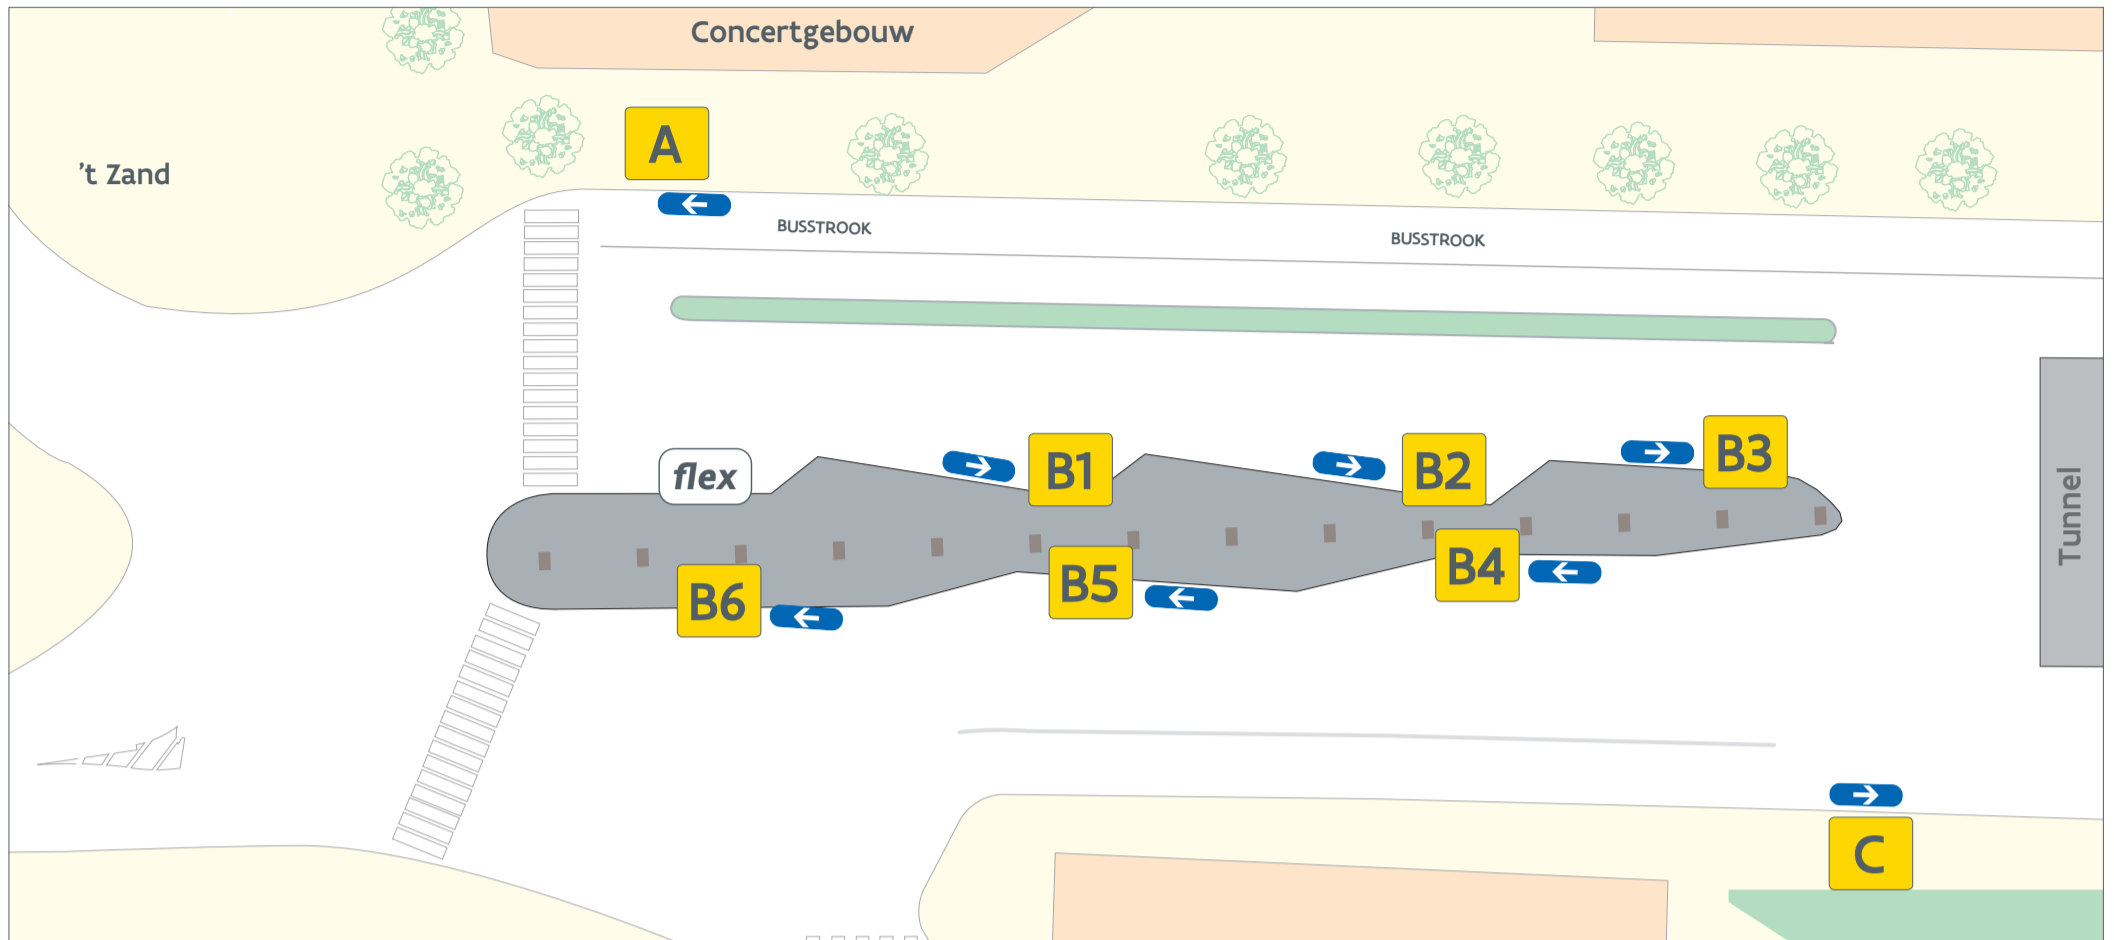 Concertgebouw
A
't Zand
BUSSTROOK
BUSSTROOK
flex
B1
B2
B3
B6
B5
B4
Tunnel
C